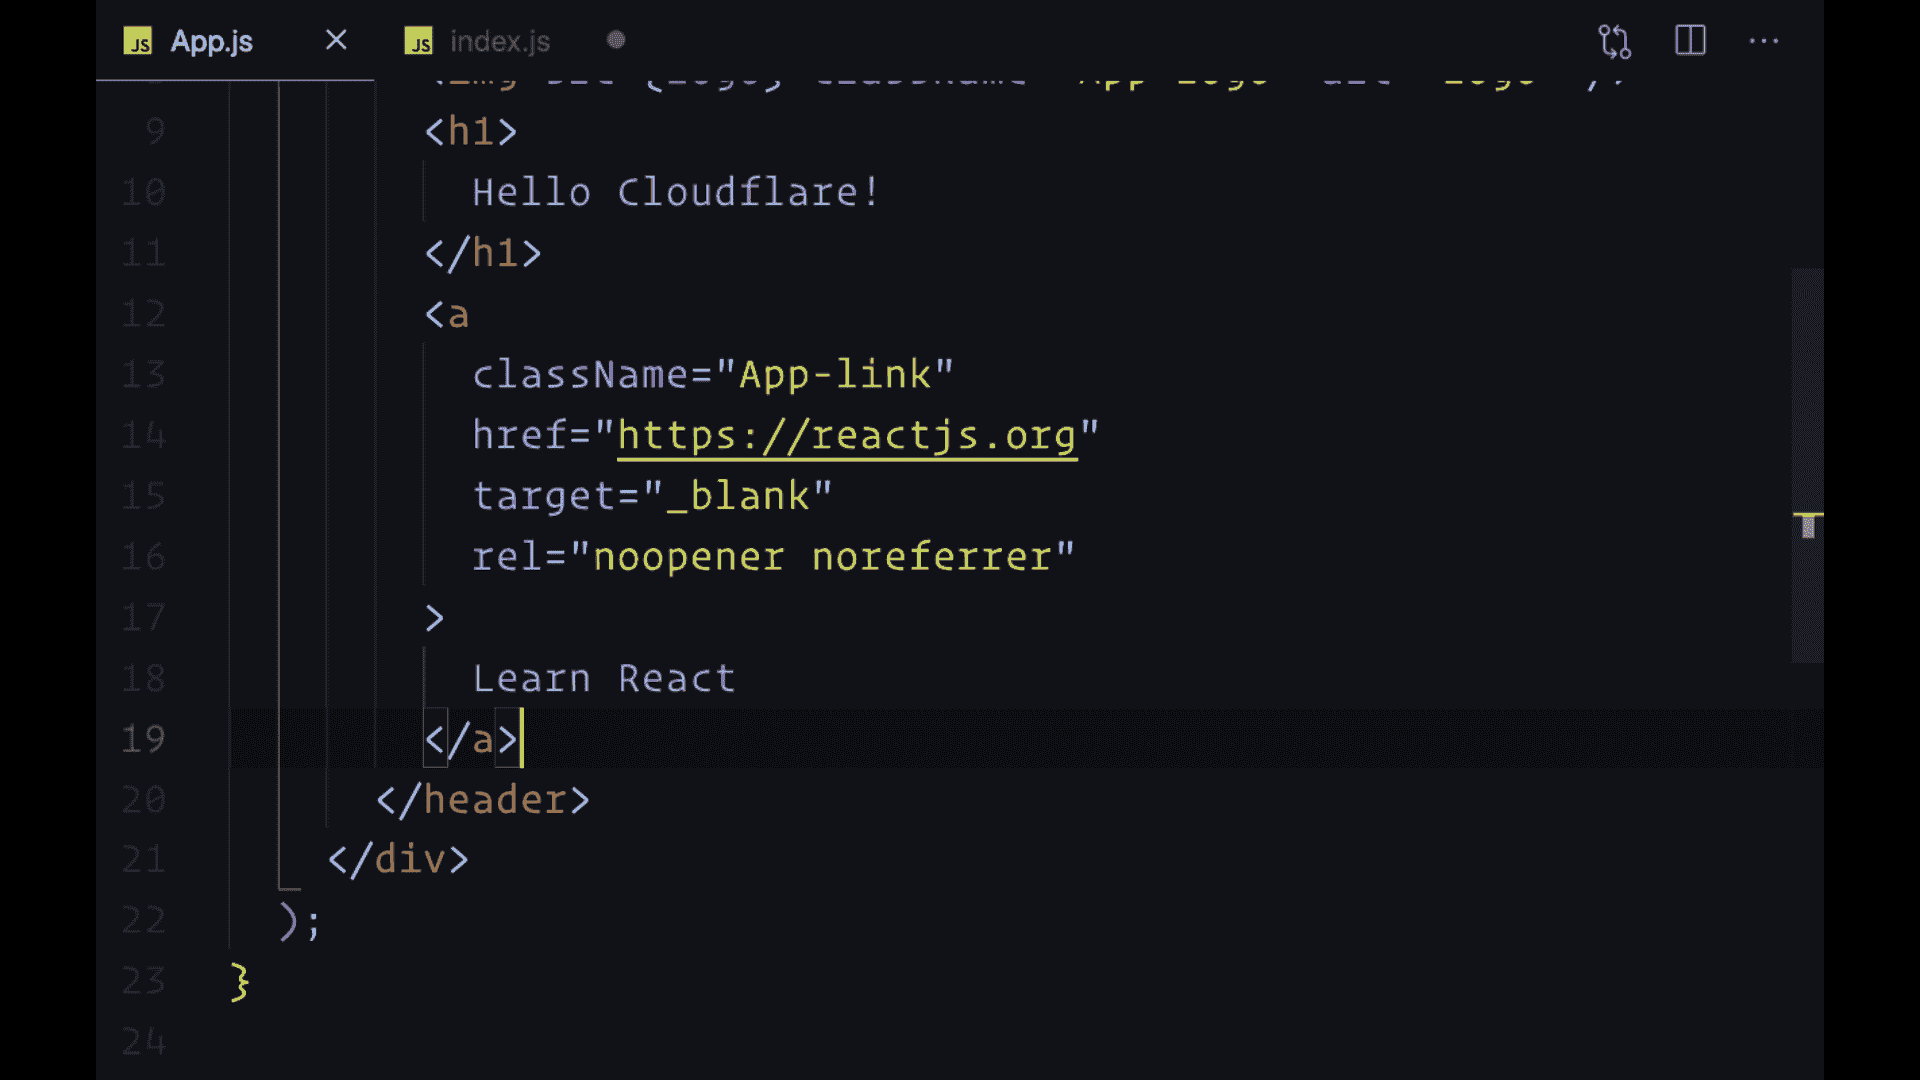 JS App.js JS index.js
9 <h1>
10 Hello Cloudflare!
11 </h1>
12 <a
13 className="App-link"
14 href="https://reactjs.org"
15 target="_blank"
16 rel="noopener noreferrer"
17 >
18 Learn React
19 </a>
20 </header>
21 </div>
22 );
23 }
24